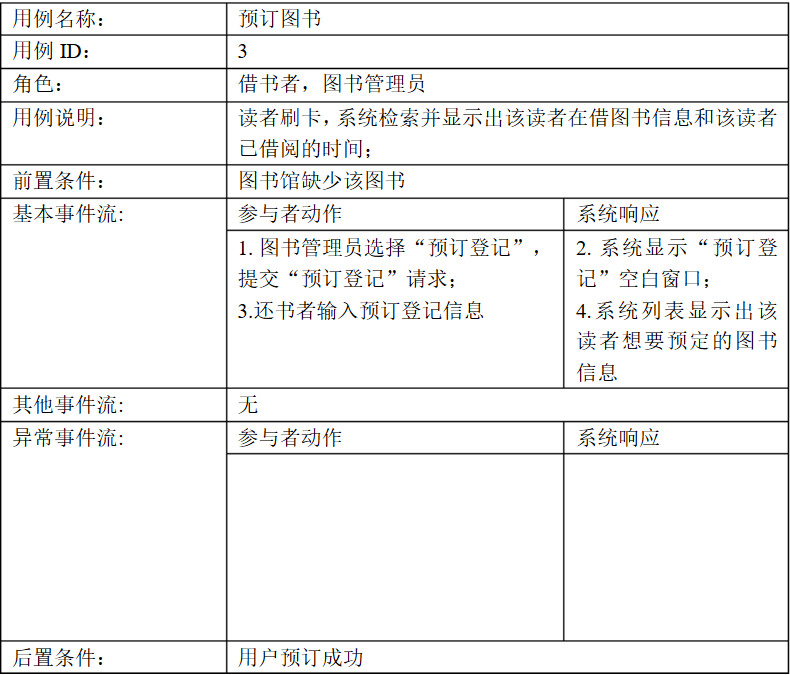 用例名称：
预订图书
用例 ID：
3
角色：
借书者，图书管理员
用例说明：
读者刷卡，系统检索并显示出该读者在借图书信息和该读者
已借阅的时间；
前置条件：
图书馆缺少该图书
基本事件流:
参与者动作
系统响应
1. 图书管理员选择“预订登记”，
提交“预订登记”请求；
3.还书者输入预订登记信息
2. 系统显示“预订登
记”空白窗口；
4.系统列表显示出该
读者想要预定的图书
信息
其他事件流:
无
异常事件流:
参与者动作
系统响应
后置条件：
用户预订成功